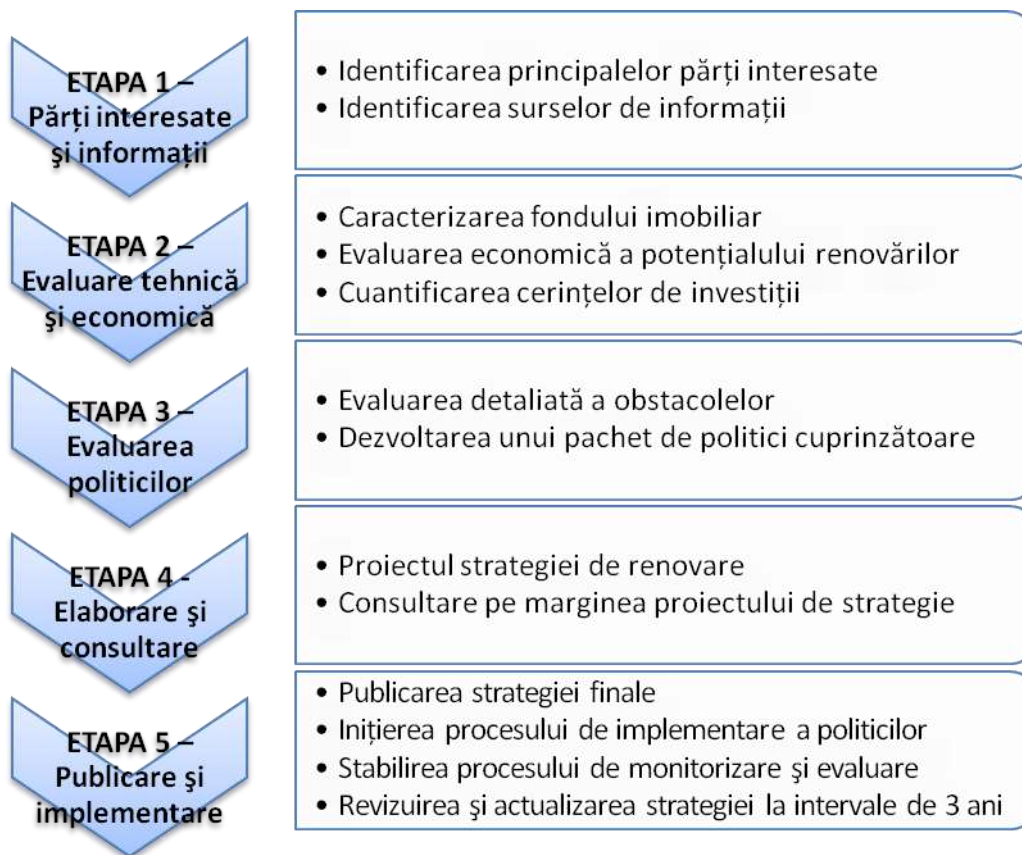 ETAPA 1 –
Părți interesate
şi informații
• Identificarea principalelor părți interesate
• Identificarea surselor de informații
ETAPA 2 –
Evaluare tehnică
şi economică
• Caracterizarea fondului imobiliar
• Evaluarea economică a potențialului renovărilor
• Cuantificarea cerințelor de investiții
ETAPA 3 –
Evaluarea
politicilor
• Evaluarea detaliată a obstacolelor
• Dezvoltarea unui pachet de politici cuprinzătoare
ETAPA 4 -
Elaborare şi
consultare
• Proiectul strategiei de renovare
• Consultare pe marginea proiectului de strategie
ETAPA 5 –
Publicare şi
implementare
• Publicarea strategiei finale
• Inițierea procesului de implementare a politicilor
• Stabilirea procesului de monitorizare şi evaluare
• Revizuirea şi actualizarea strategiei la intervale de 3 ani